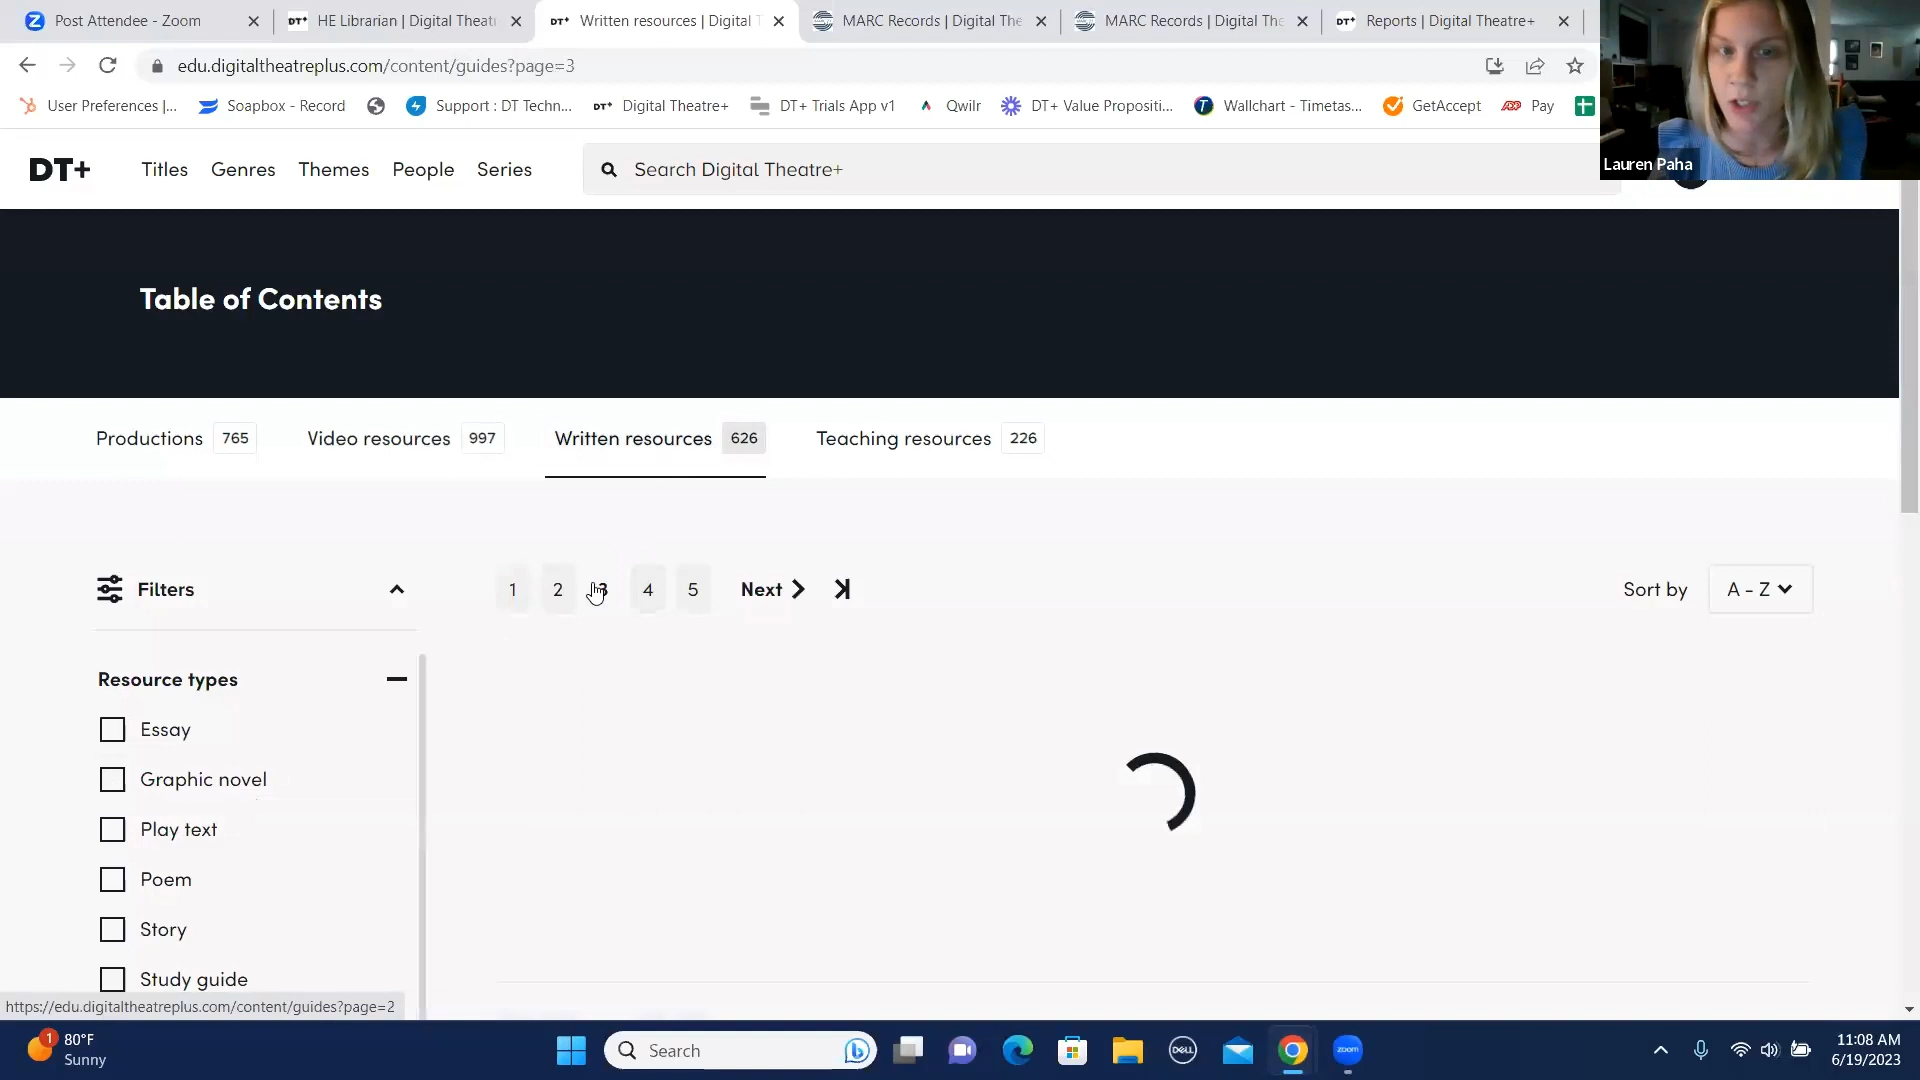 Post Attendee - Zoom
HE Librarian | Digital Theat
Written resources | Digital T
MARC Records | Digital The
MARC Records | Digital The
Reports | Digital Theatre+
edu.digitaltheatreplus.com/content/guides?page=3
User Preferences |...
Soapbox - Record
Support : DT Techn...
Digital Theatre+
DT+ Trials App v1
Qwilr
DT+ Value Propositi...
Wallchart - Timetas...
GetAccept
Pay
Lauren Paha
DT+
Titles
Genres
Themes
People
Series
Search Digital Theatre+
Table of Contents
Productions 765
Video resources 997
Written resources 626
Teaching resources 226
Filters
1 2 3 4 5 Next
Sort by A - Z
Resource types
Essay
Graphic novel
Play text
Poem
Story
Study guide
https://edu.digitaltheatreplus.com/content/guides?page=2
1
80°F
Sunny
Search
DELL
zoom
11:08 AM
6/19/2023